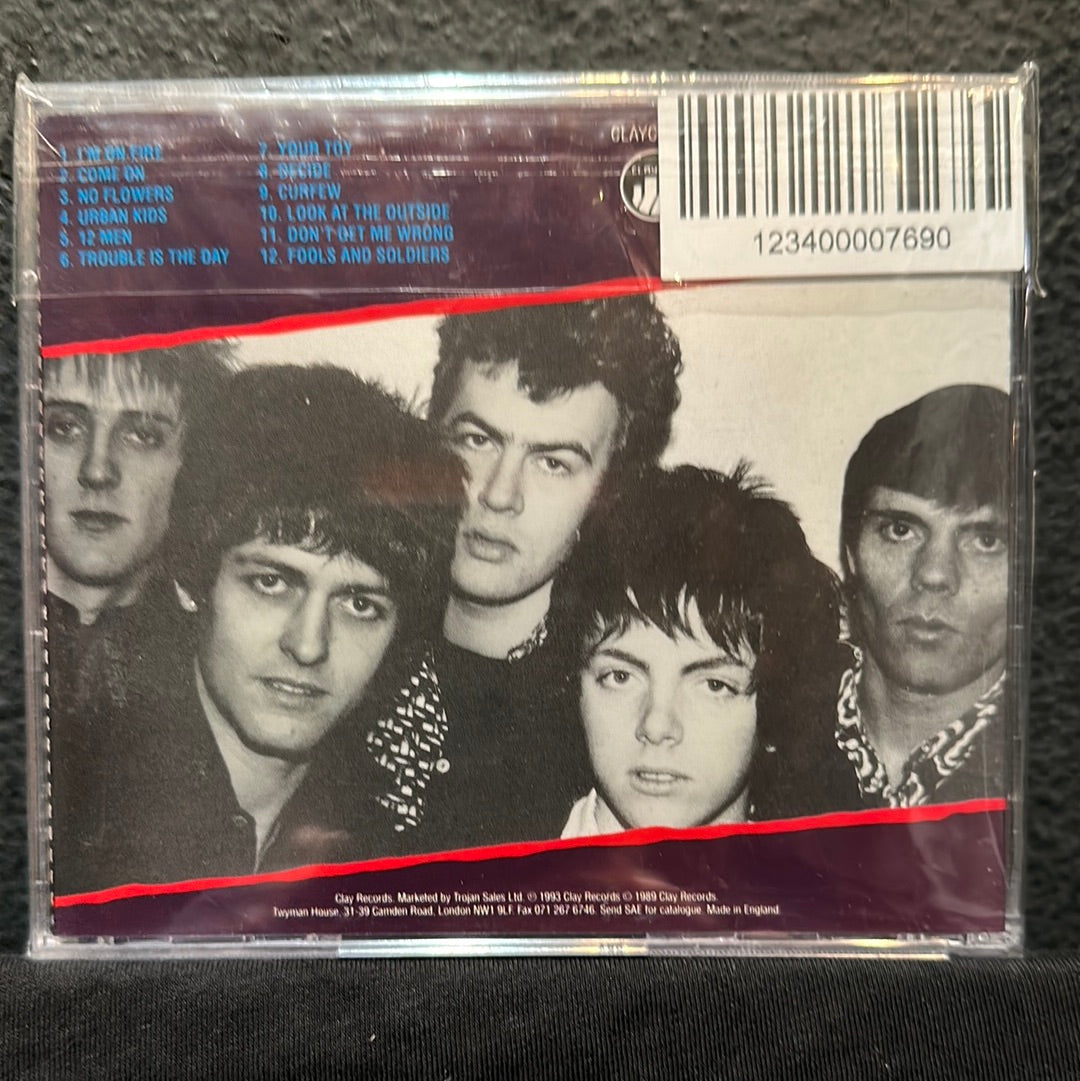 1. I'M ON FIRE
2. COME ON
3. NO FLOWERS
4. URBAN KIDS
5. 12 MEN
6. TROUBLE IS THE DAY
7. YOUR TOY
8. DECIDE
9. CURFEW
10. LOOK AT THE OUTSIDE
11. DON'T GET ME WRONG
12. FOOLS AND SOLDIERS
CLAYC
CLAY
123400007690
Clay Records. Marketed by Trojan Sales Ltd. ℗ 1993 Clay Records © 1989 Clay Records.
Twyman House, 31-39 Camden Road, London NW1 9LF. Fax 071 267 6746. Send SAE for catalogue. Made in England.